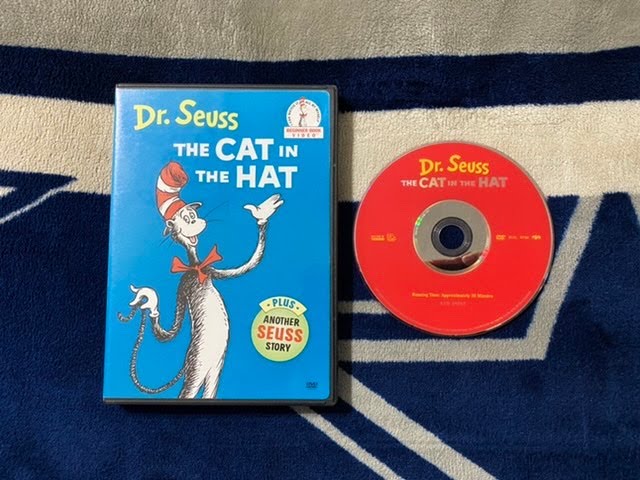 Dr. Seuss
BEGINNER BOOK
VIDEO
THE CAT IN
THE HAT
PLUS
ANOTHER
SEUSS
STORY
DVD
Dr. Seuss
THE CAT IN THE HAT
DVD
Running Time: Approximately 30 Minutes